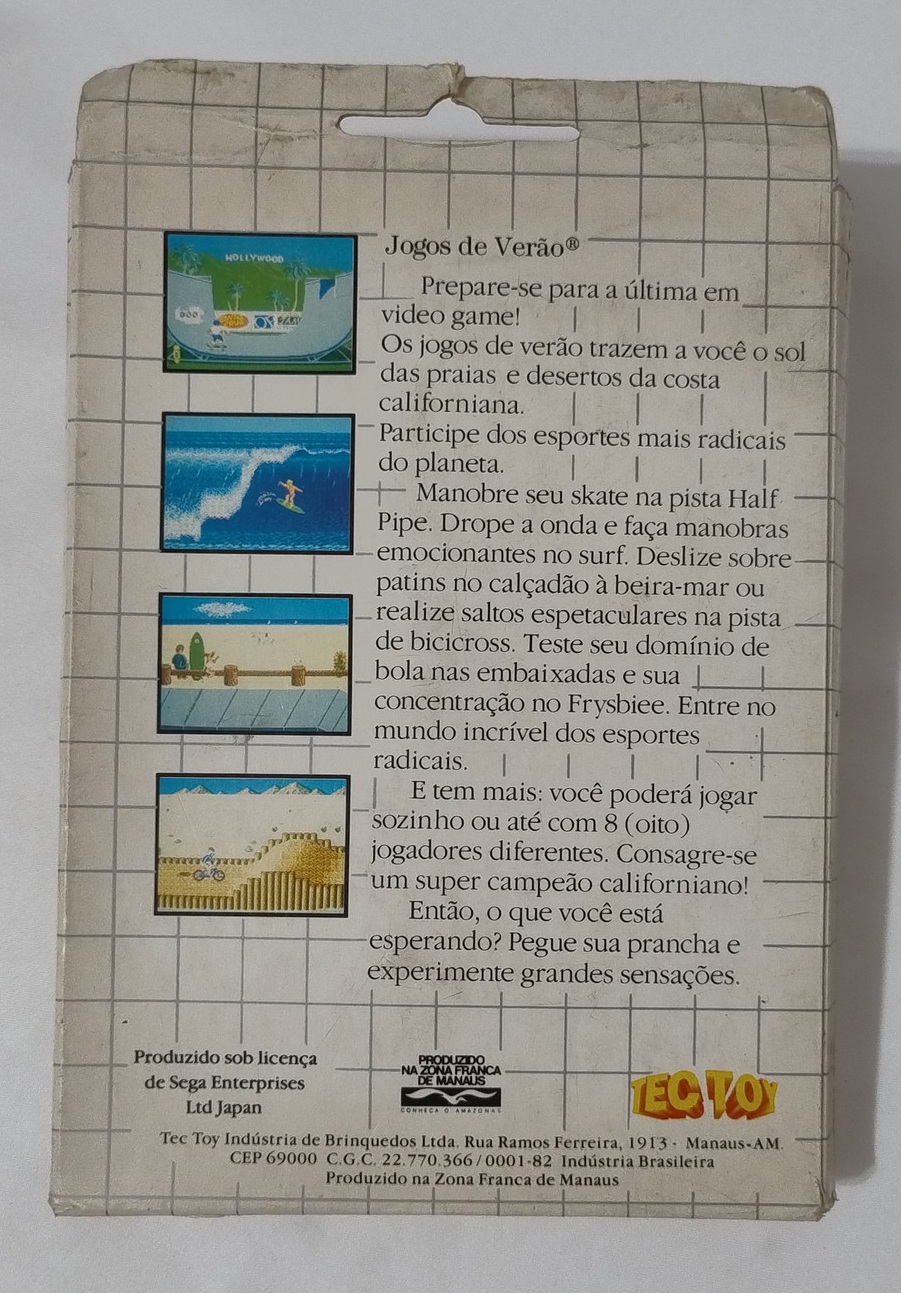 HOLLYWOOD
Jogos de Verão®
Prepare-se para a última em
video game!
Os jogos de verão trazem a você o sol
das praias e desertos da costa
californiana.
Participe dos esportes mais radicais
do planeta.
Manobre seu skate na pista Half
Pipe. Drope a onda e faça manobras
emocionantes no surf. Deslize sobre
patins no calçadão à beira-mar ou
realize saltos espetaculares na pista
de bicicross. Teste seu domínio de
bola nas embaixadas e sua
concentração no Frysbiee. Entre no
mundo incrível dos esportes
radicais.
E tem mais: você poderá jogar
sozinho ou até com 8 (oito)
jogadores diferentes. Consagre-se
um super campeão californiano!
Então, o que você está
esperando? Pegue sua prancha e
experimente grandes sensações.
Produzido sob licença
de Sega Enterprises
Ltd Japan
PRODUZIDO
NA ZONA FRANCA
DE MANAUS
CONHEÇA O AMAZONAS
TEC TOY
Tec Toy Indústria de Brinquedos Ltda. Rua Ramos Ferreira, 1913 - Manaus-AM.
CEP 69000 C.G.C. 22.770.366/0001-82 Indústria Brasileira
Produzido na Zona Franca de Manaus